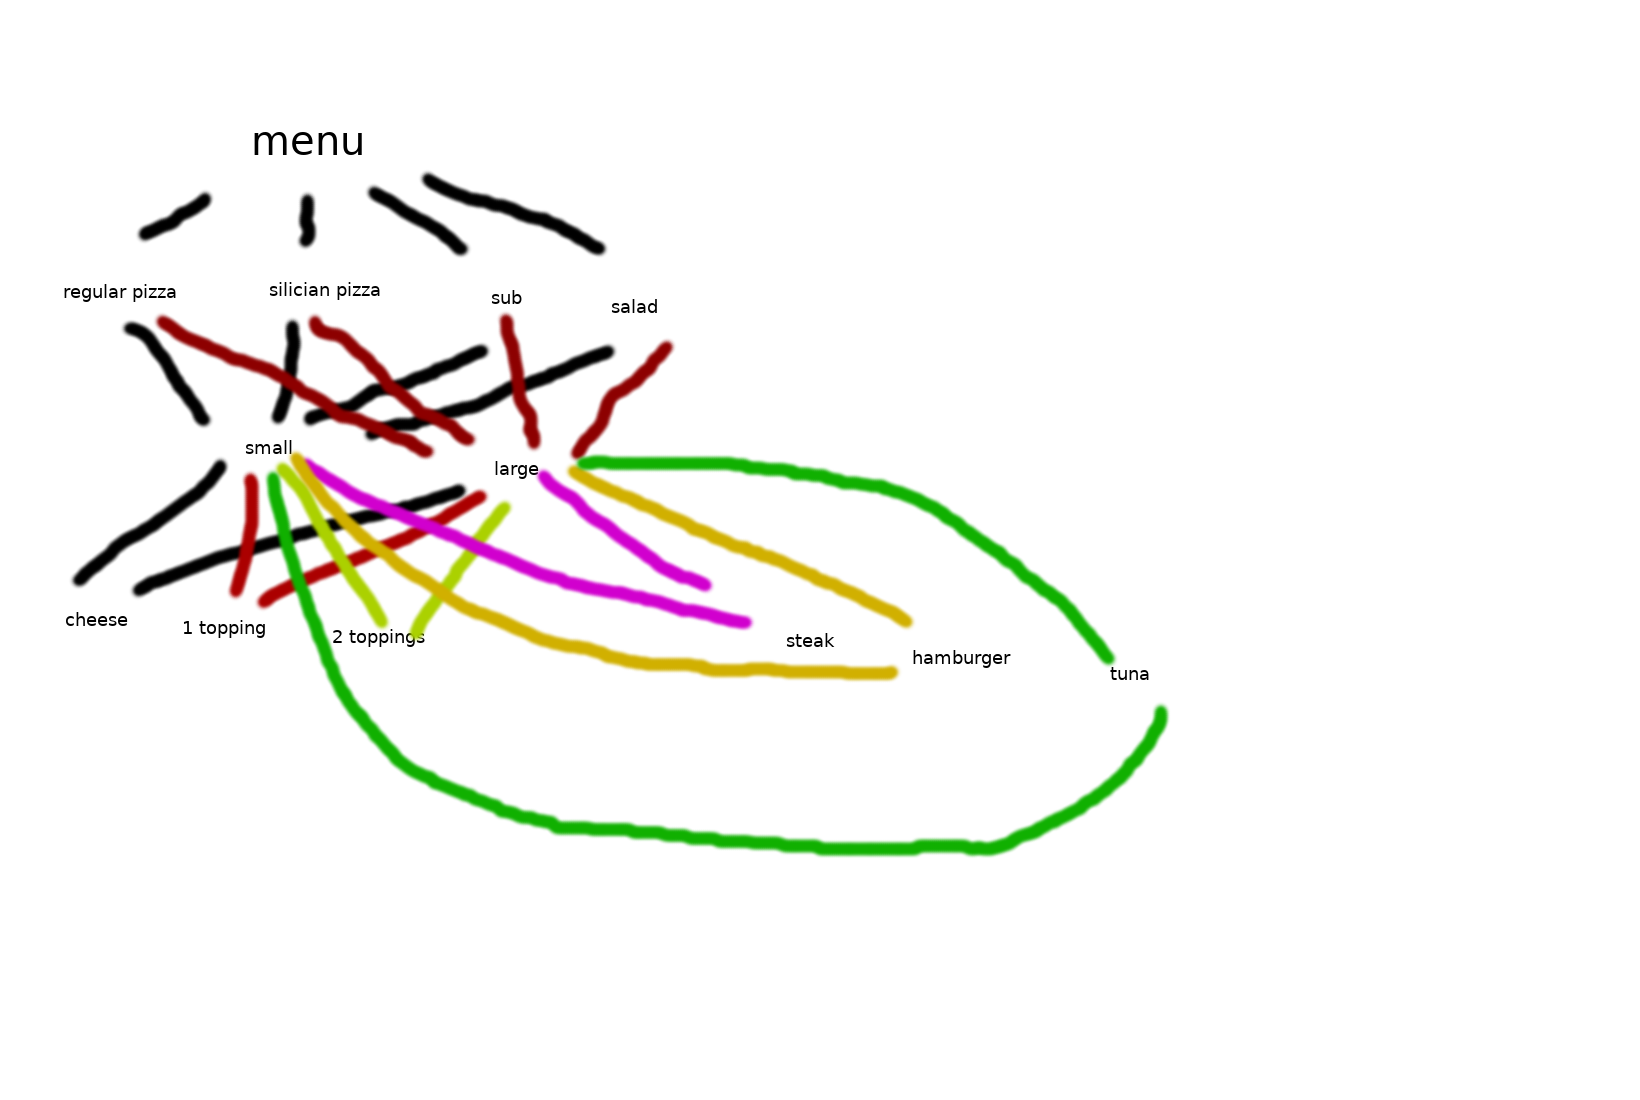 menu
regular pizza
silician pizza
sub
salad
small
large
cheese
1 topping
2 toppings
steak
hamburger
tuna